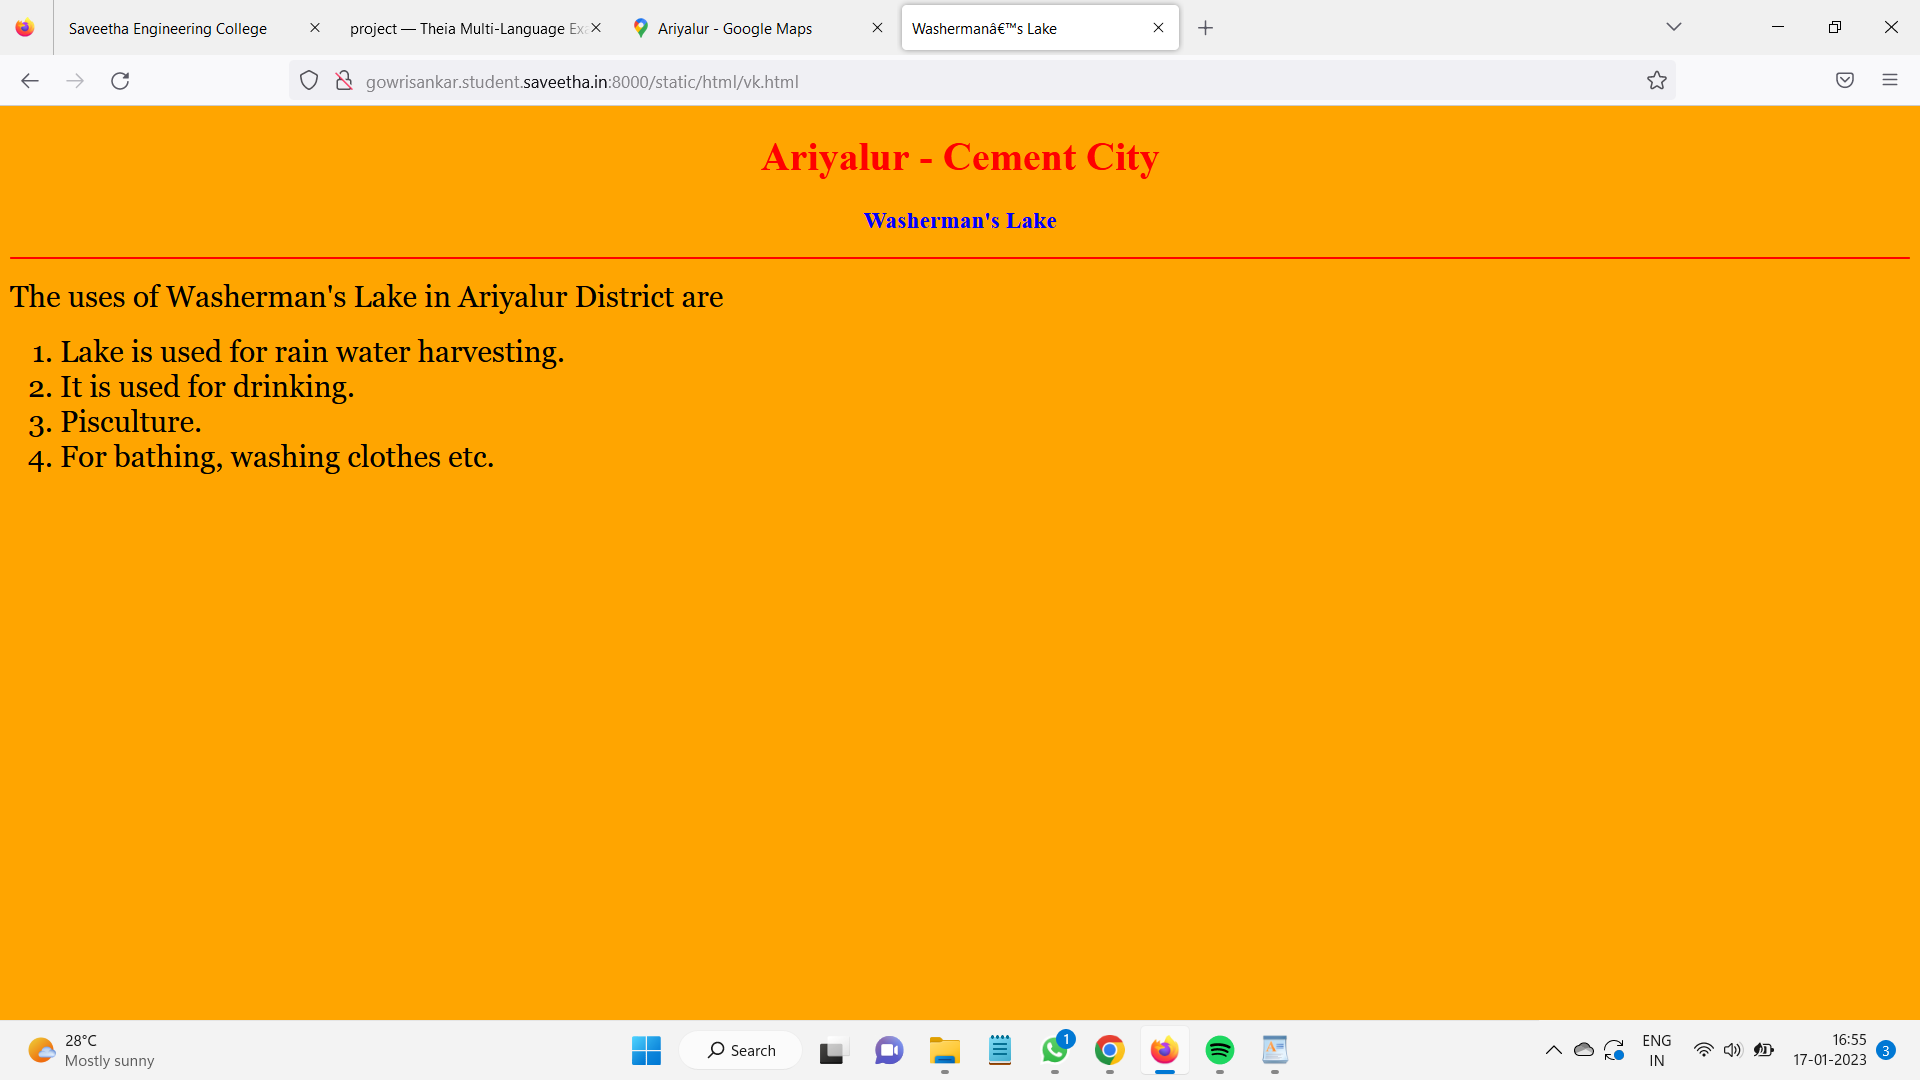 Saveetha Engineering College
project — Theia Multi-Language Exa
Ariyalur - Google Maps
Washermanâ€™s Lake
gowrisankar.student.saveetha.in:8000/static/html/vk.html
Ariyalur - Cement City
Washerman's Lake
The uses of Washerman's Lake in Ariyalur District are
1. Lake is used for rain water harvesting.
2. It is used for drinking.
3. Pisculture.
4. For bathing, washing clothes etc.
28°C
Mostly sunny
Search
1
ENG
IN
16:55
17-01-2023
3